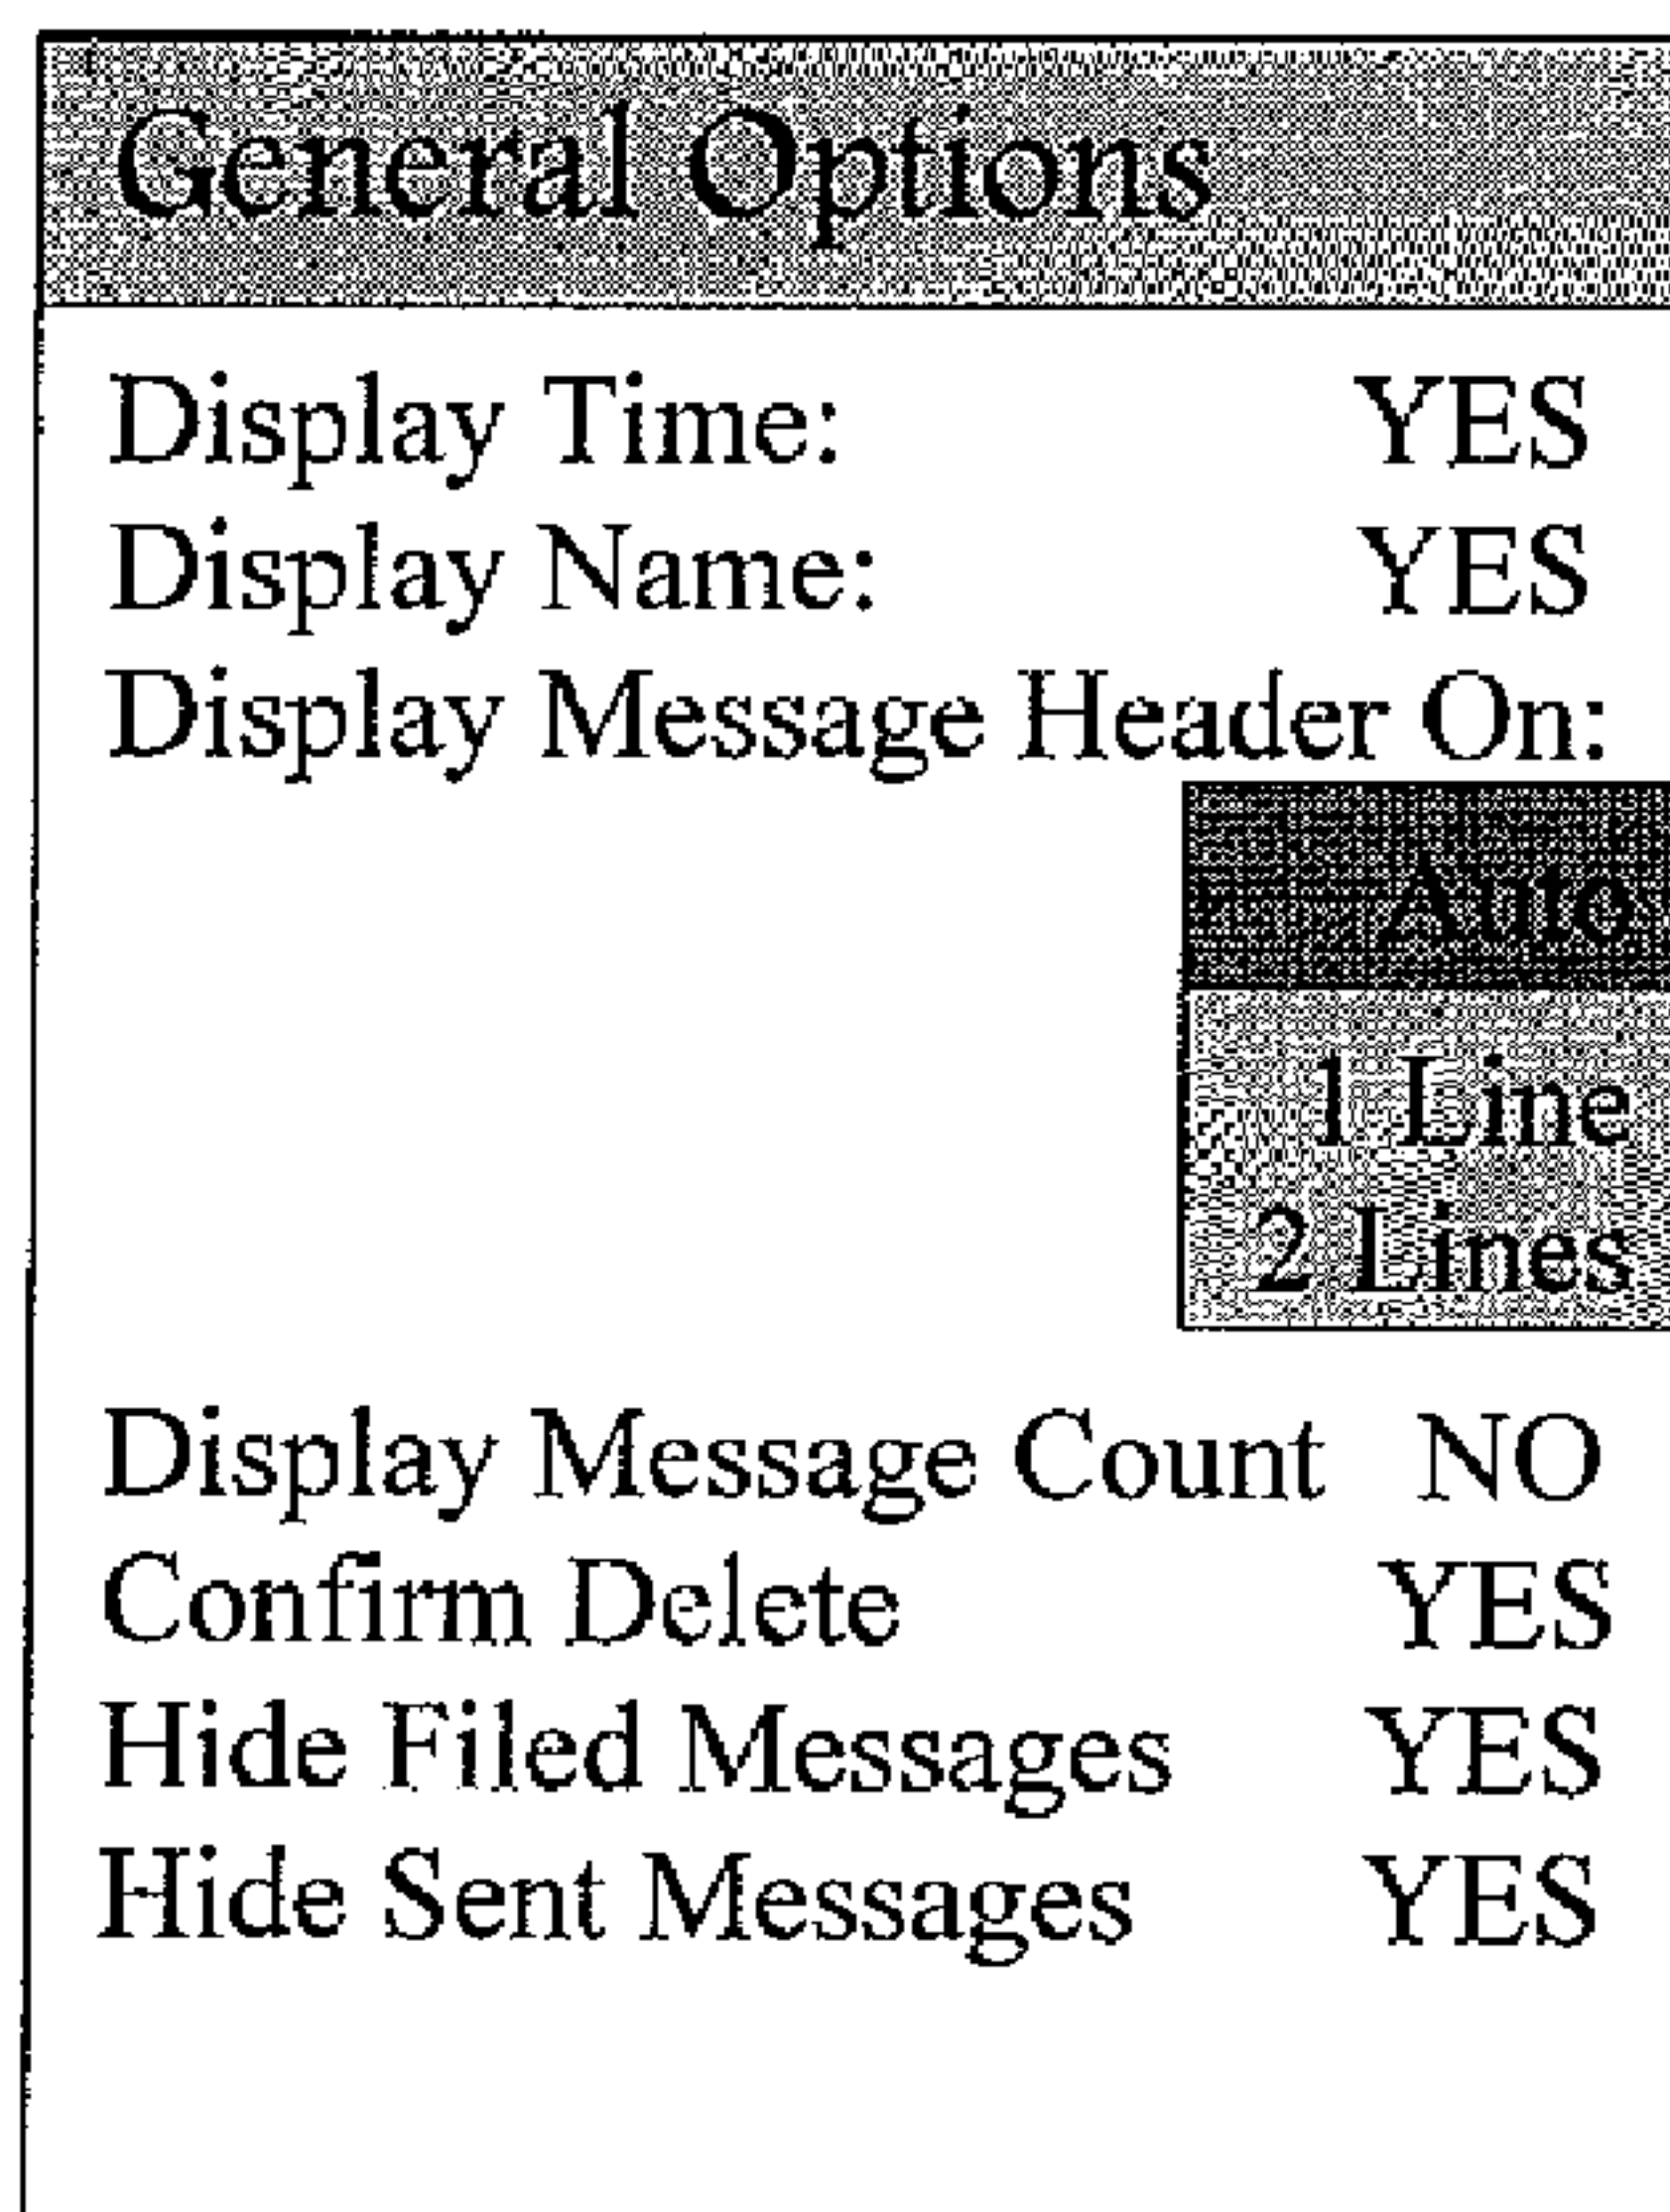 General Options
Display Time: YES
Display Name: YES
Display Message Header On:
Auto
1 Line
2 Lines
Display Message Count NO
Confirm Delete YES
Hide Filed Messages YES
Hide Sent Messages YES